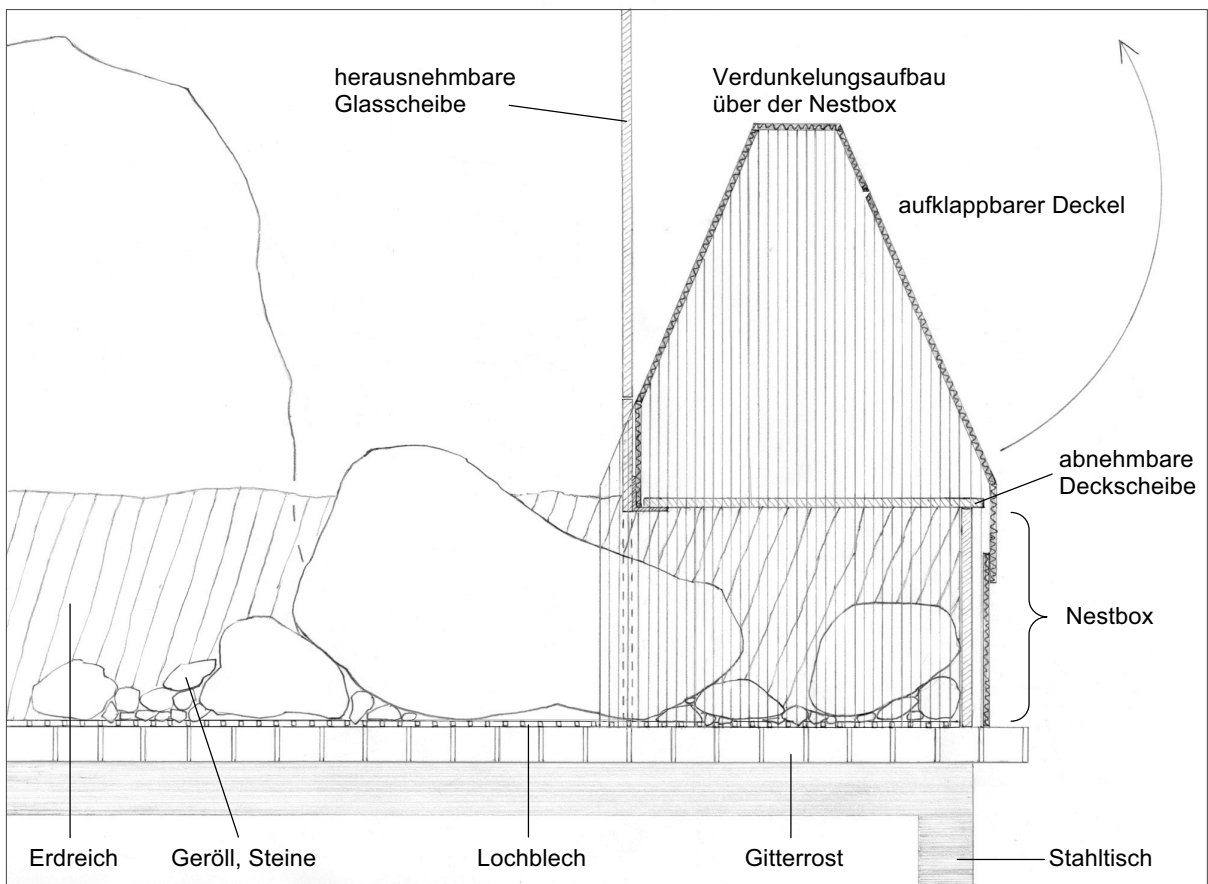 herausnehmbare
Glasscheibe
Verdunkelungsaufbau
über der Nestbox
aufklappbarer Deckel
abnehmbare
Deckscheibe
Nestbox
Erdreich
Geröll, Steine
Lochblech
Gitterrost
Stahltisch